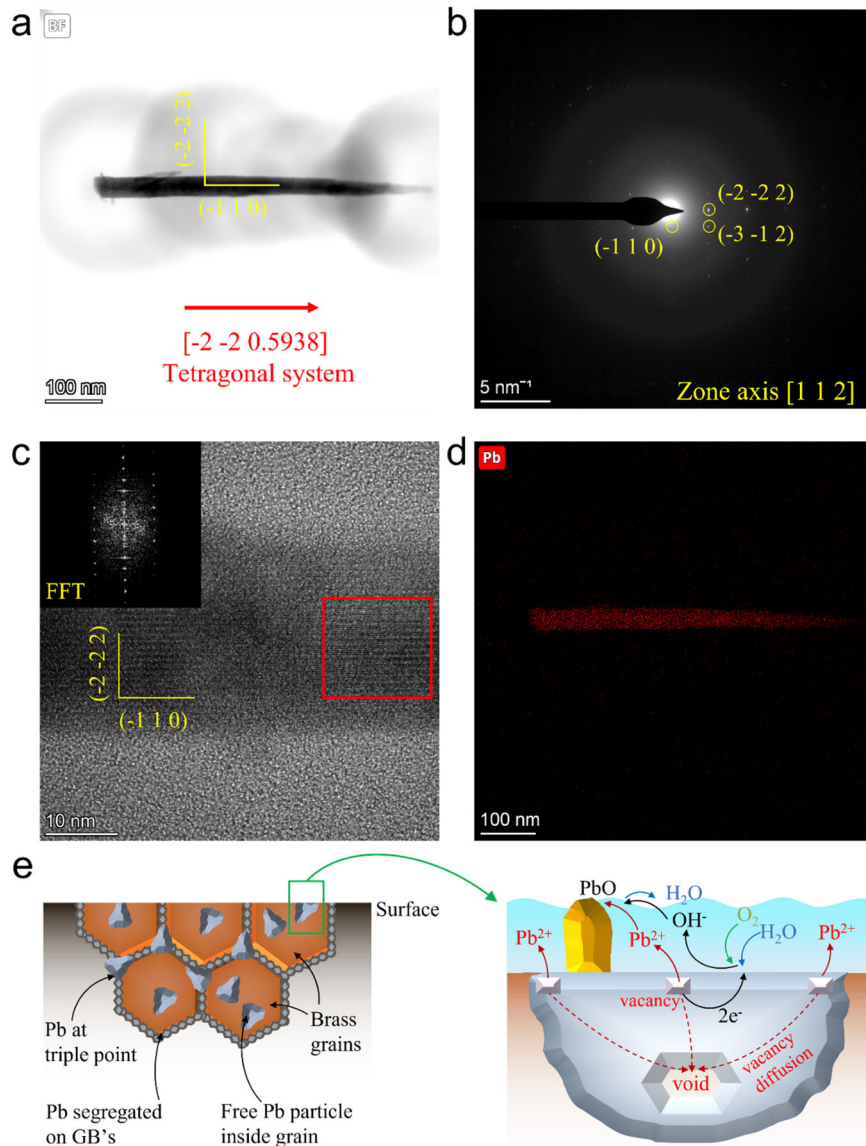 a
BF
(-2 -2 2)
(-1 1 0)
[-2 -2 0.5938]
Tetragonal system
100 nm
b
(-2 -2 2)
(-3 -1 2)
(-1 1 0)
5 nm⁻¹
Zone axis [1 1 2]
c
FFT
(-2 -2 2)
(-1 1 0)
10 nm
d
Pb
100 nm
e
Surface
Pb at
triple point
Brass
grains
Pb segregated
on GB's
Free Pb particle
inside grain
PbO
H₂O
OH⁻
O₂
H₂O
Pb²⁺
Pb²⁺
Pb²⁺
vacancy
2e⁻
void
vacancy
diffusion